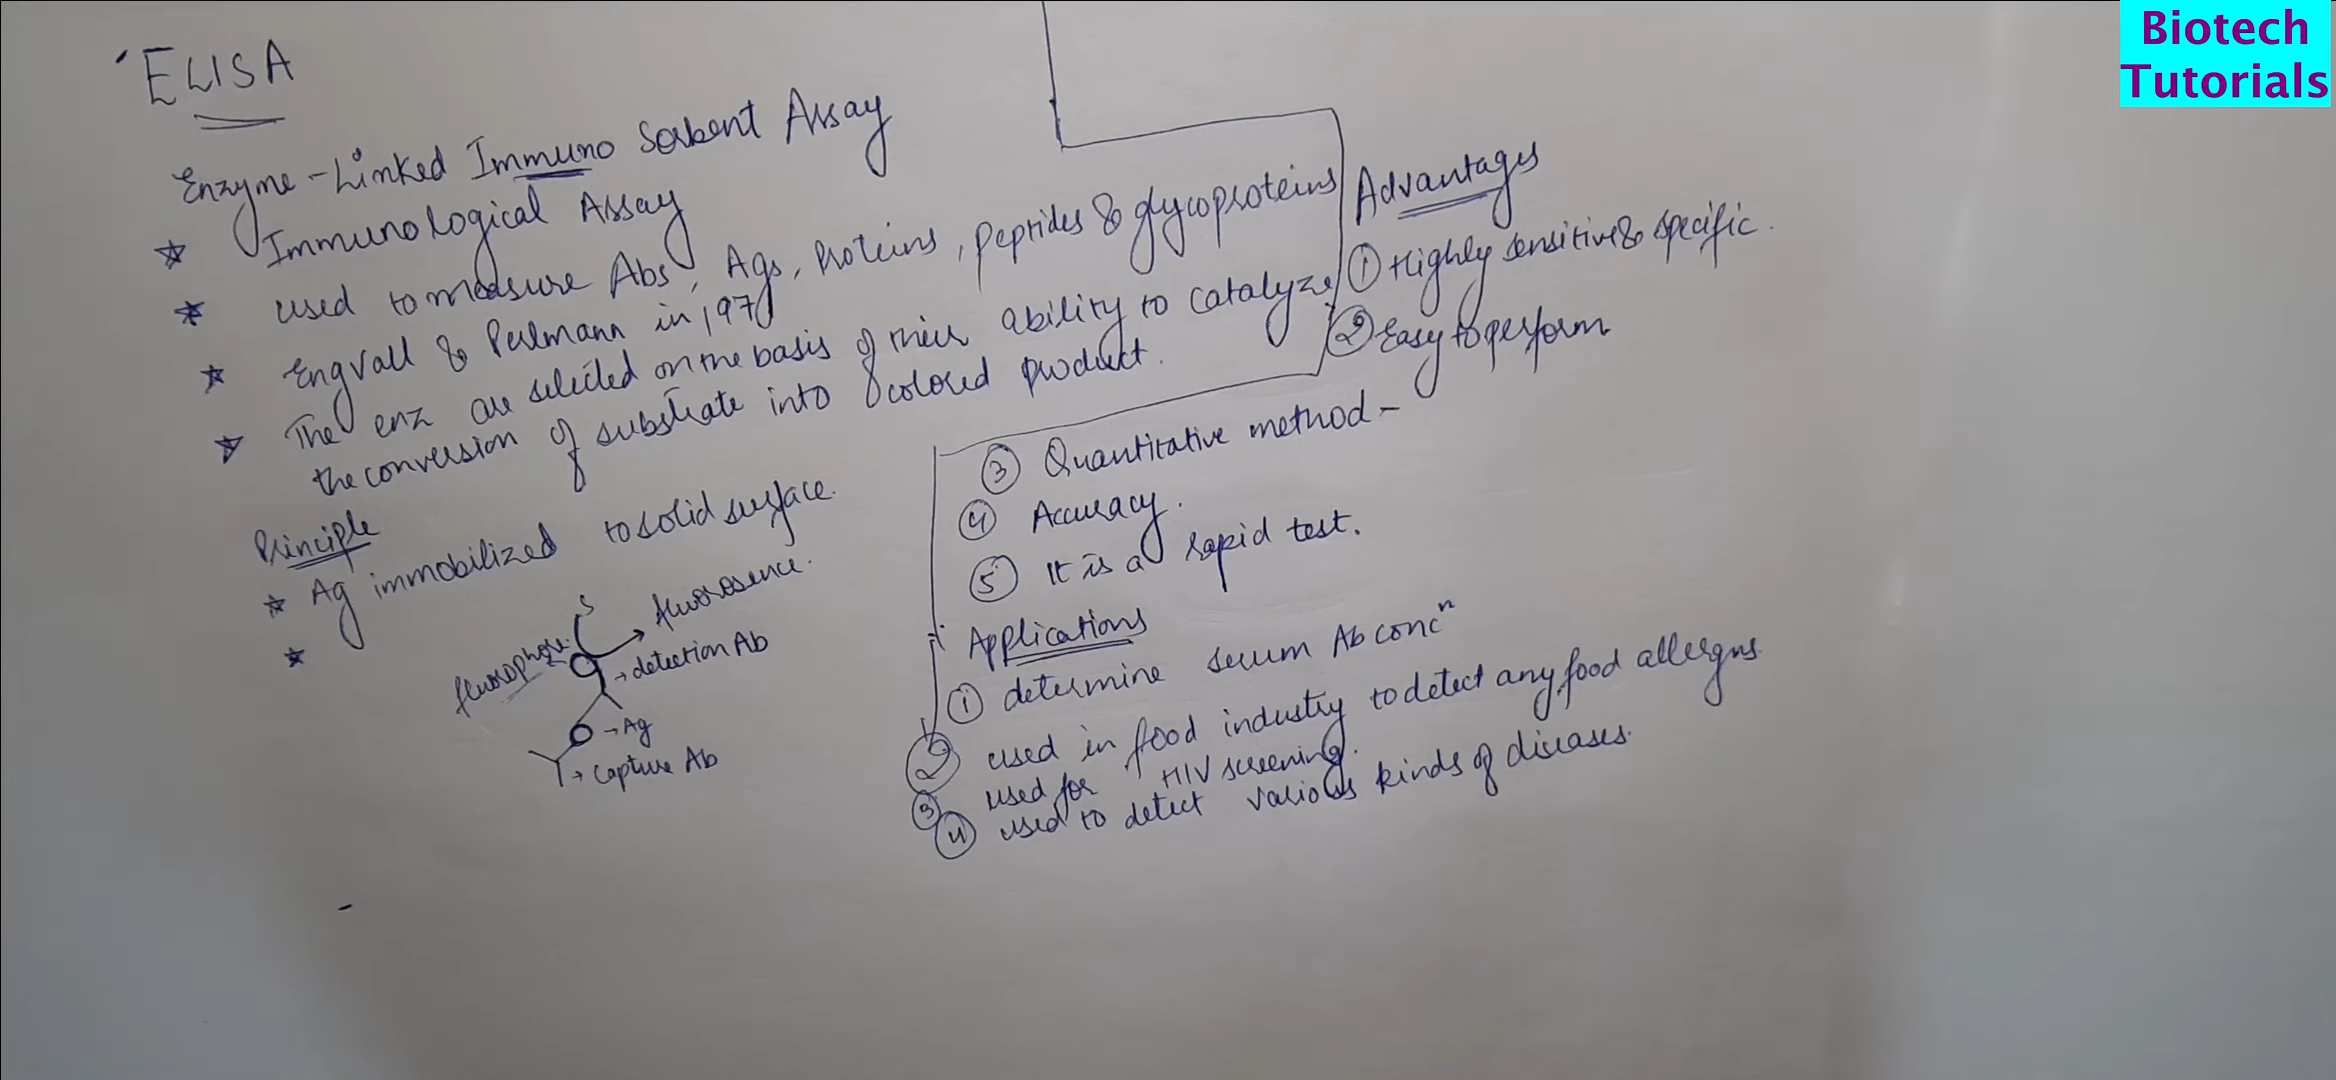 ELISA
Enzyme-Linked Immuno Sorbent Assay
Immunological Assay
used to measure Abs, Ags, Proteins, peptides & glycoproteins
Engvall & Perlmann in 1971
The enz are selected on the basis of their ability to catalyze
the conversion of substrate into colored product.
Principle
Ag immobilized to solid surface.
S
fluorosence.
fluorophore
→ detection Ab
→ Ag
→ capture Ab
Advantages
① Highly sensitive & specific.
② Easy to perform
③ Quantitative method -
④ Accuracy.
⑤ It is a rapid test.
Applications
① determine serum Ab concⁿ
② used in food industry to detect any food allergns
③ used for HIV screening.
④ used to detect various kinds of diseases.
Biotech
Tutorials